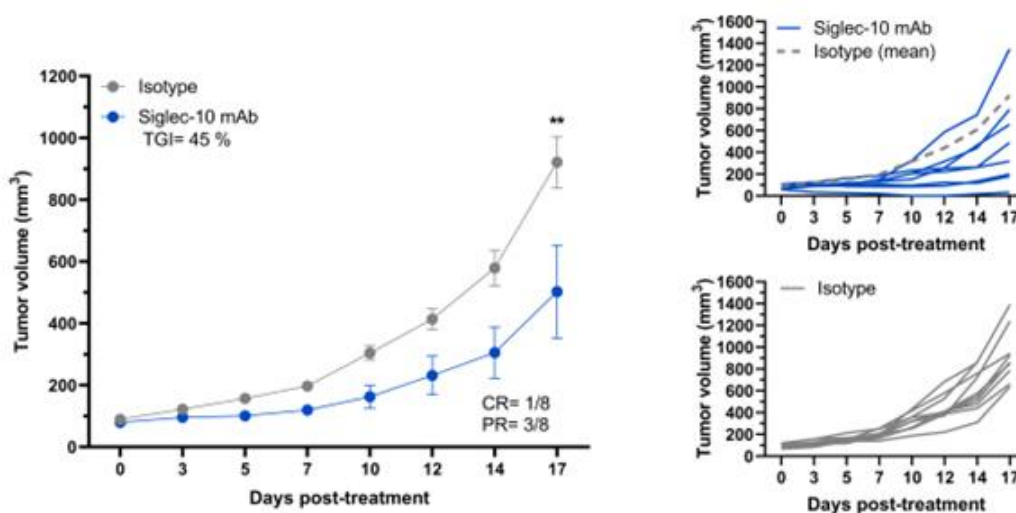 Tumor volume (mm³)
1200
1000
800
600
400
200
0
Isotype
Siglec-10 mAb
TGI= 45 %
**
CR= 1/8
PR= 3/8
0 3 5 7 10 12 14 17
Days post-treatment
Tumor volume (mm³)
1600
1400
1200
1000
800
600
400
200
0
Siglec-10 mAb
Isotype (mean)
0 3 5 7 10 12 14 17
Days post-treatment
Tumor volume (mm³)
1600
1400
1200
1000
800
600
400
200
0
Isotype
0 3 5 7 10 12 14 17
Days post-treatment